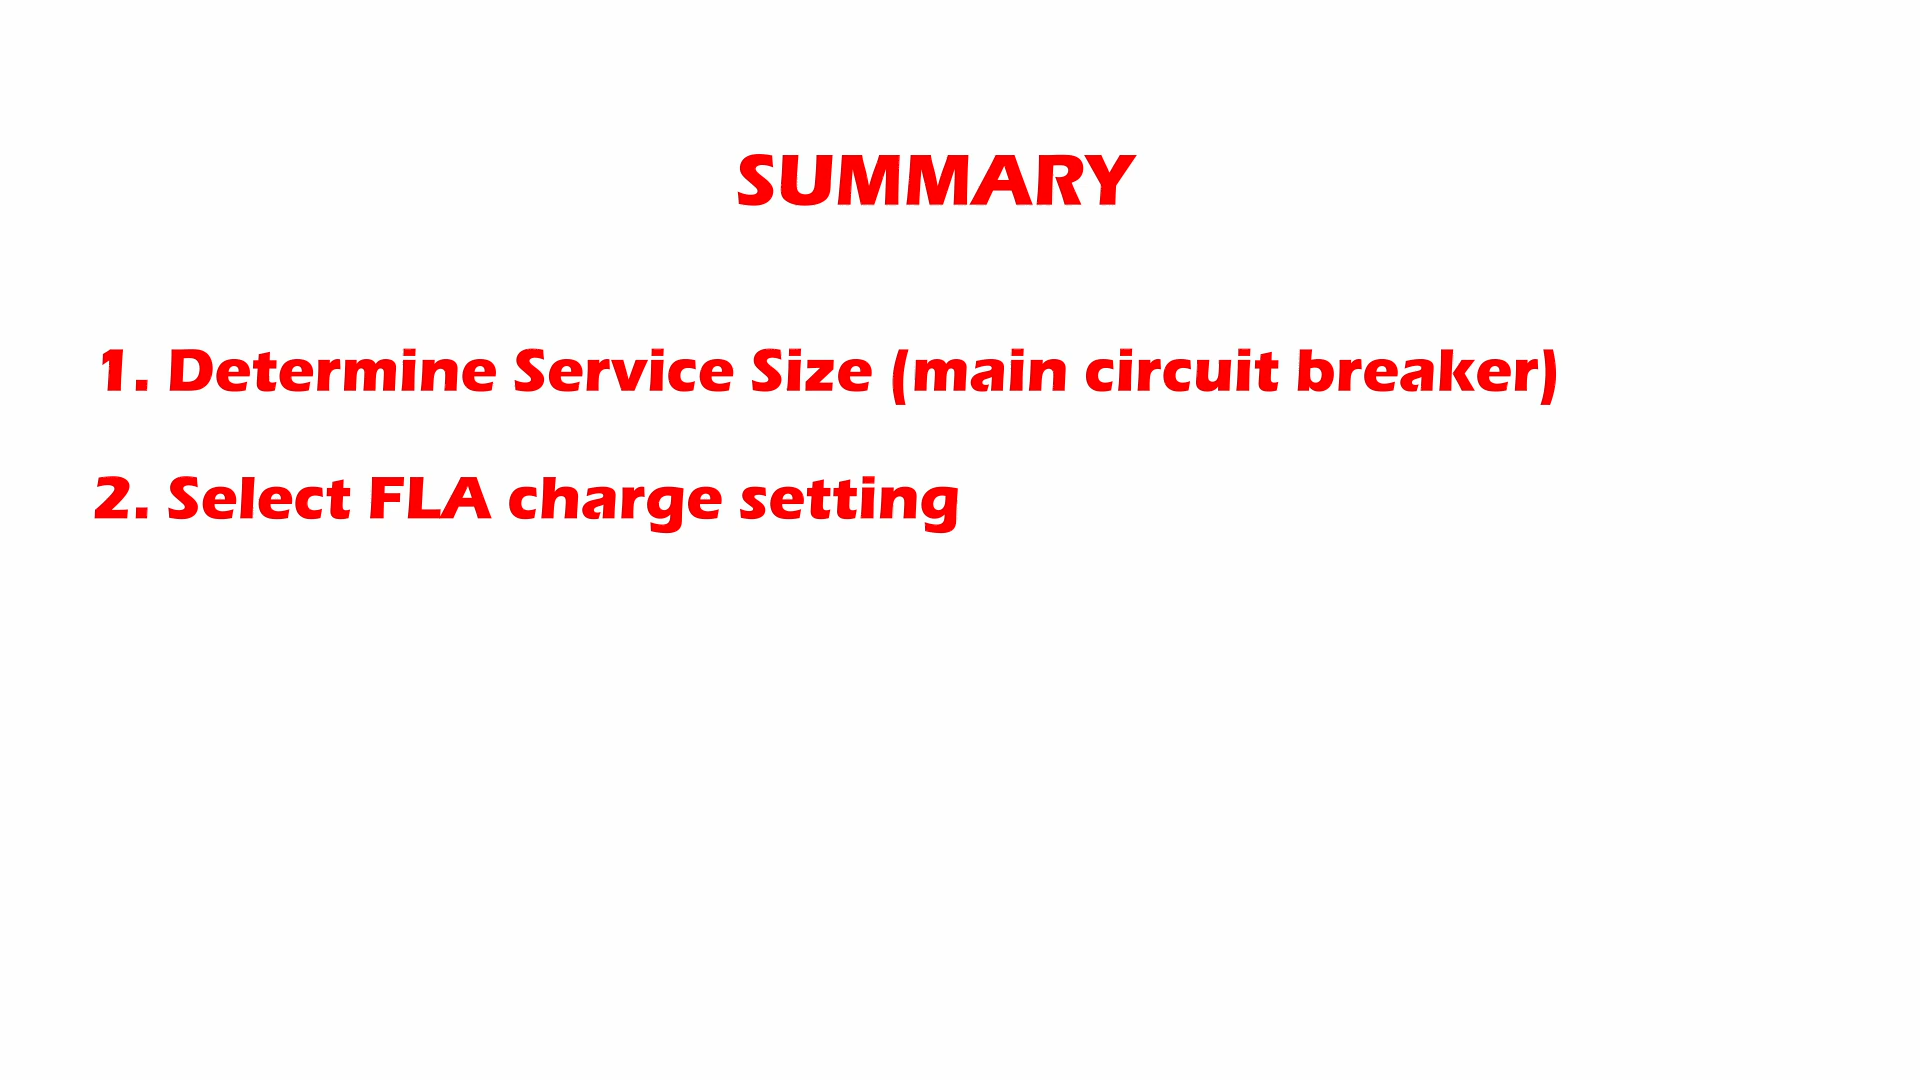 SUMMARY
1. Determine Service Size (main circuit breaker)
2. Select FLA charge setting